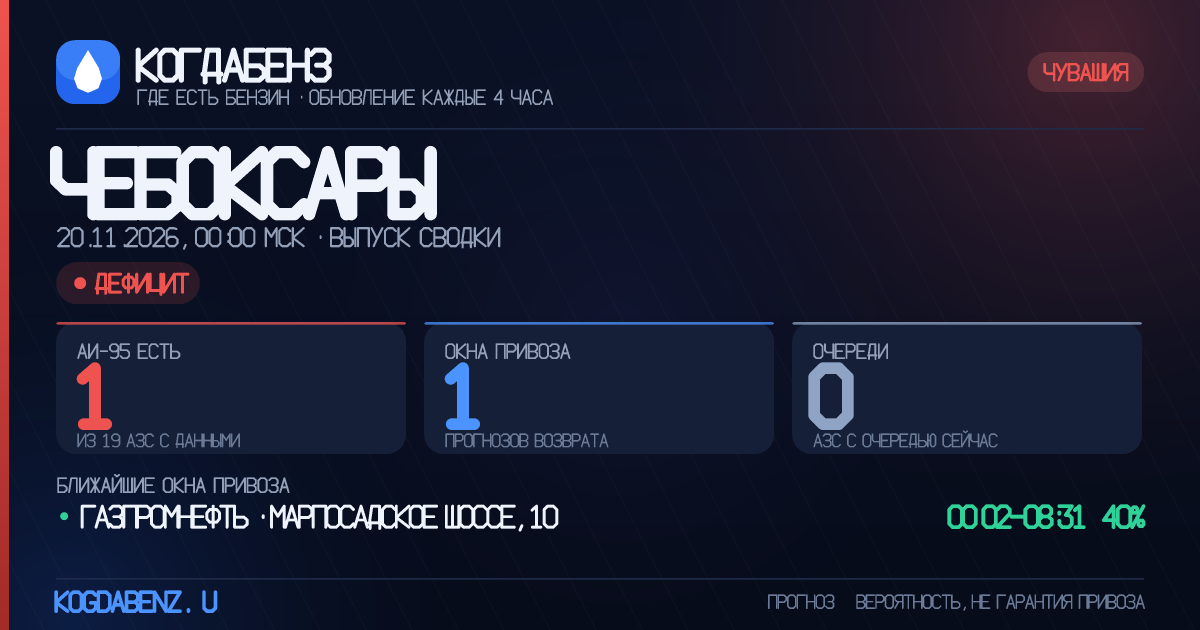 КОГДАБЕНЗ
ГДЕ ЕСТЬ БЕНЗИН · ОБНОВЛЕНИЕ КАЖДЫЕ 4 ЧАСА
ЧУВАШИЯ
ЧЕБОКСАРЫ
20.11.2026, 00:00 МСК · ВЫПУСК СВОДКИ
• ДЕФИЦИТ
АИ-95 ЕСТЬ
1
ИЗ 19 АЗС С ДАННЫМИ
ОКНА ПРИВОЗА
1
ПРОГНОЗОВ ВОЗВРАТА
ОЧЕРЕДИ
0
АЗС С ОЧЕРЕДЬЮ СЕЙЧАС
БЛИЖАЙШИЕ ОКНА ПРИВОЗА
• ГАЗПРОМНЕФТЬ · МАРПОСАДСКОЕ ШОССЕ, 10
00:02–08:31 40%
KOGDABENZ. U
ПРОГНОЗ ВЕРОЯТНОСТЬ, НЕ ГАРАНТИЯ ПРИВОЗА